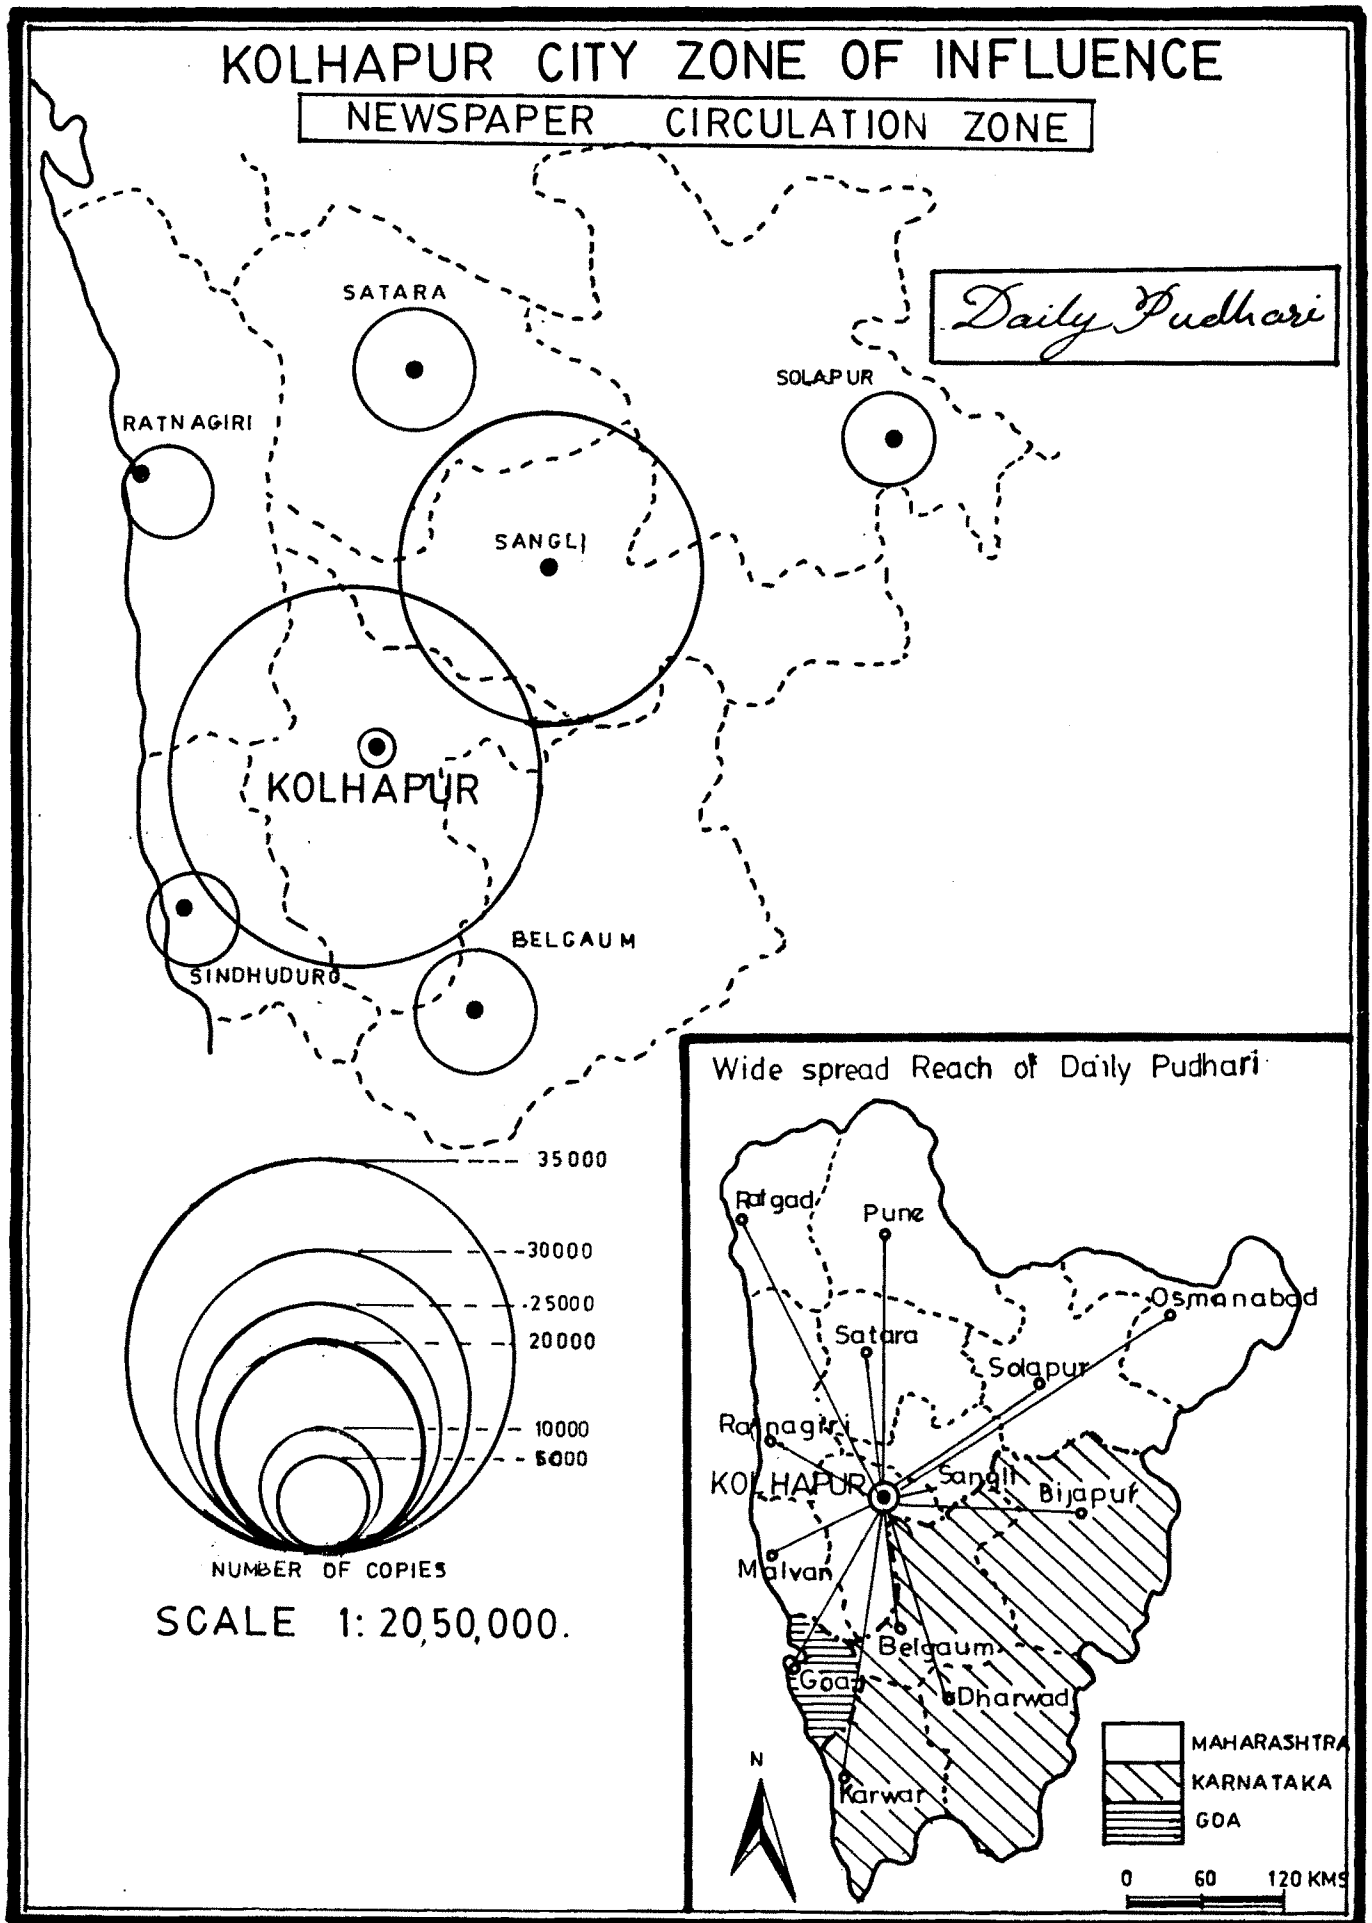 KOLHAPUR CITY ZONE OF INFLUENCE
NEWSPAPER CIRCULATION ZONE
Daily Pudhari
SATARA
SOLAPUR
RATNAGIRI
SANGLI
KOLHAPUR
BELGAUM
SINDHUDURG
35000
30000
25000
20000
10000
5000
NUMBER OF COPIES
SCALE 1: 20,50,000.
Wide spread Reach of Daily Pudhari
Raigad
Pune
Osmanabad
Satara
Solapur
Ratnagiri
KOLHAPUR
Sangli
Bijapur
Malvan
Belgaum
Goa
Dharwad
Karwar
N
MAHARASHTRA
KARNATAKA
GOA
0 60 120 KMS